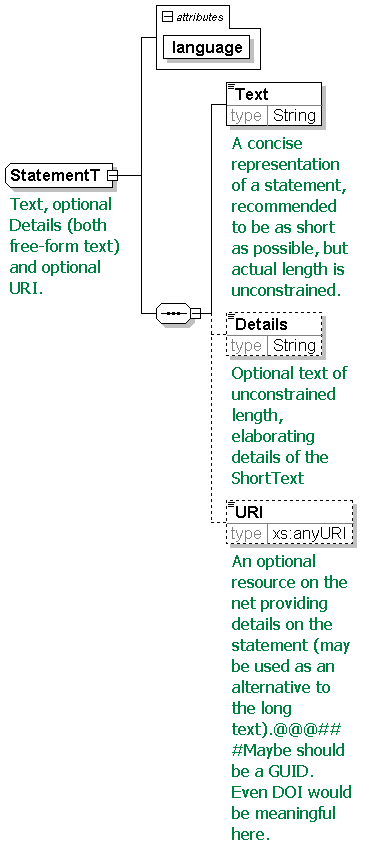 attributes
language
StatementT
Text, optional
Details (both
free-form text)
and optional
URI.
Text
type String
A concise
representation
of a statement,
recommended
to be as short
as possible, but
actual length is
unconstrained.
Details
type String
Optional text of
unconstrained
length,
elaborating
details of the
ShortText
URI
type xs:anyURI
An optional
resource on the
net providing
details on the
statement (may
be used as an
alternative to
the long
text).@@@##
#Maybe should
be a GUID.
Even DOI would
be meaningful
here.